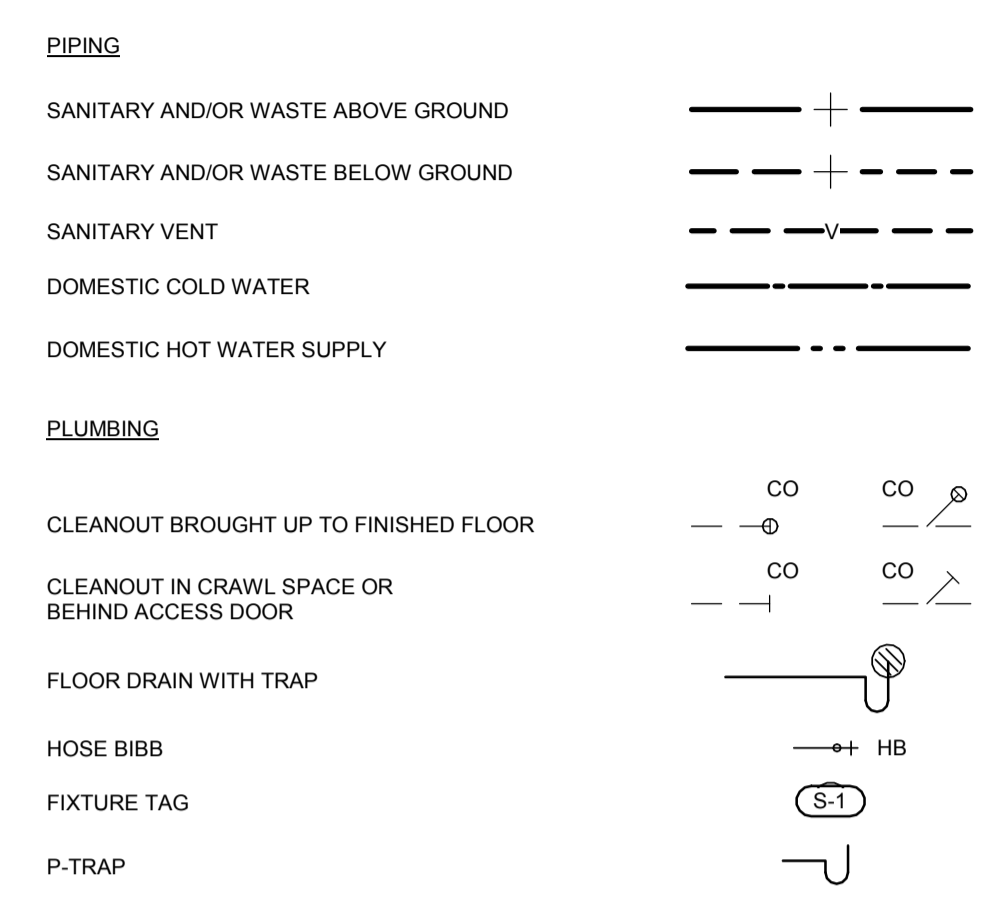 PIPING
SANITARY AND/OR WASTE ABOVE GROUND
SANITARY AND/OR WASTE BELOW GROUND
SANITARY VENT V
DOMESTIC COLD WATER
DOMESTIC HOT WATER SUPPLY
PLUMBING
CO CO
CLEANOUT BROUGHT UP TO FINISHED FLOOR
CO CO
CLEANOUT IN CRAWL SPACE OR
BEHIND ACCESS DOOR
FLOOR DRAIN WITH TRAP
HOSE BIBB HB
FIXTURE TAG S-1
P-TRAP